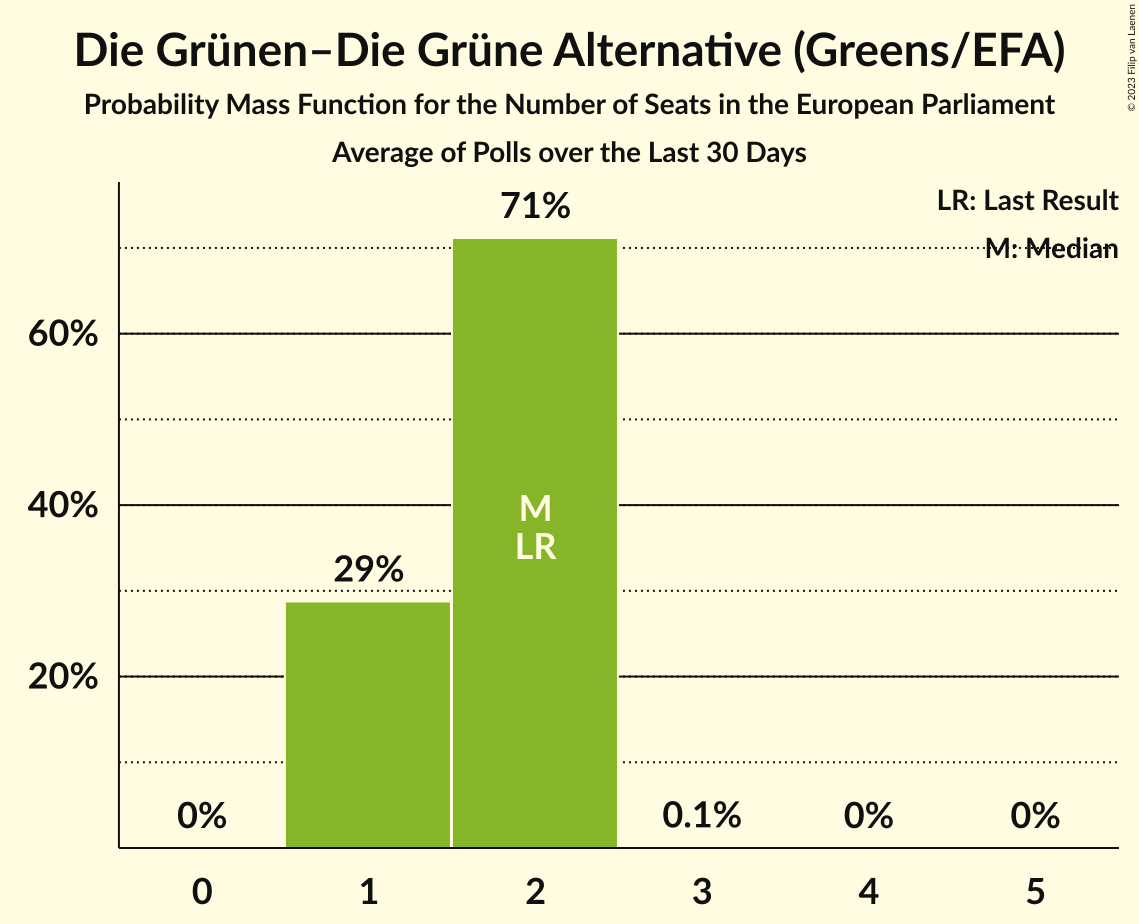 Die Grünen–Die Grüne Alternative (Greens/EFA)
Probability Mass Function for the Number of Seats in the European Parliament
Average of Polls over the Last 30 Days
© 2023 Filip van Laenen
LR: Last Result
M: Median
71%
60%
40%
20%
29%
M
LR
0%
0.1%
0%
0%
0
1
2
3
4
5